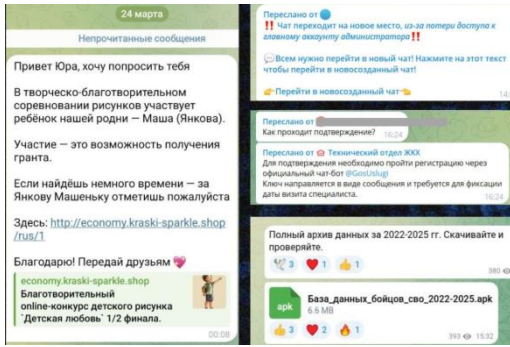 24 марта
Непрочитанные сообщения
Привет Юра, хочу попросить тебя
В творческо-благотворительном
соревновании рисунков участвует
ребёнок нашей родни — Маша (Янкова).
Участие — это возможность получения
гранта.
Если найдёшь немного времени — за
Янкову Машеньку отметишь пожалуйста
Здесь: http://economy.kraski-sparkle.shop
/rus/1
Благодарю! Передай друзьям 💖
economy.kraski-sparkle.shop
Благотворительный
online-конкурс детского рисунка
`Детская любовь` 1/2 финала.
00:08
Переслано от
‼️ Чат переходит на новое место, из-за потери доступа к
главному аккаунту администратора‼️
💬Всем нужно перейти в новый чат! Нажмите на этот текст
чтобы перейти в новосозданный чат!
👉Перейти в новосозданный чат👈
14:
Переслано от
Как проходит подтверждение? 16:24
Переслано от 🏠 Технический отдел ЖКХ
Для подтверждения необходимо пройти регистрацию через
официальный чат-бот @GosUslugi
Ключ направляется в виде сообщения и требуется для фиксации
даты визита специалиста.
16:24
Полный архив данных за 2022-2025 гг. Скачивайте и
проверяйте.
🕊 3 ❤️ 1 👍 1
380
apk
База_данных_бойцов_сво_2022-2025.apk
6.6 MB
👍 3 ❤️ 2 🔥 1
393 15:32